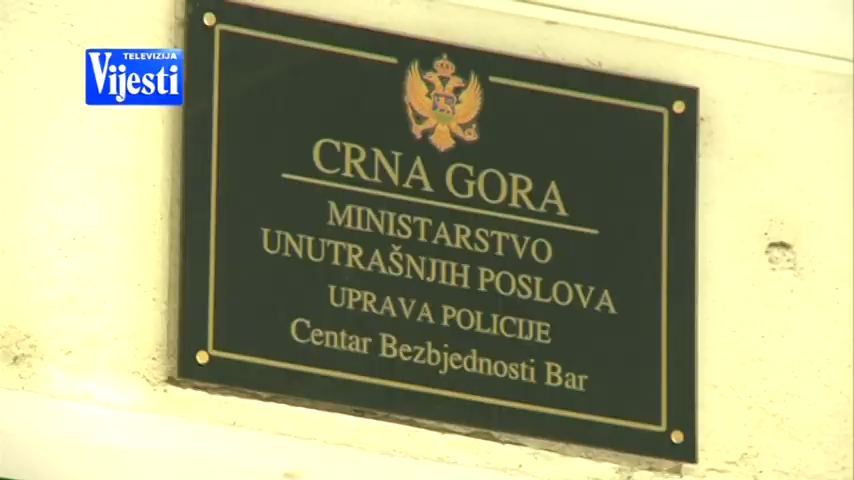 TELEVIZIJA
Vijesti
CRNA GORA
MINISTARSTVO
UNUTRAŠNJIH POSLOVA
UPRAVA POLICIJE
Centar Bezbjednosti Bar